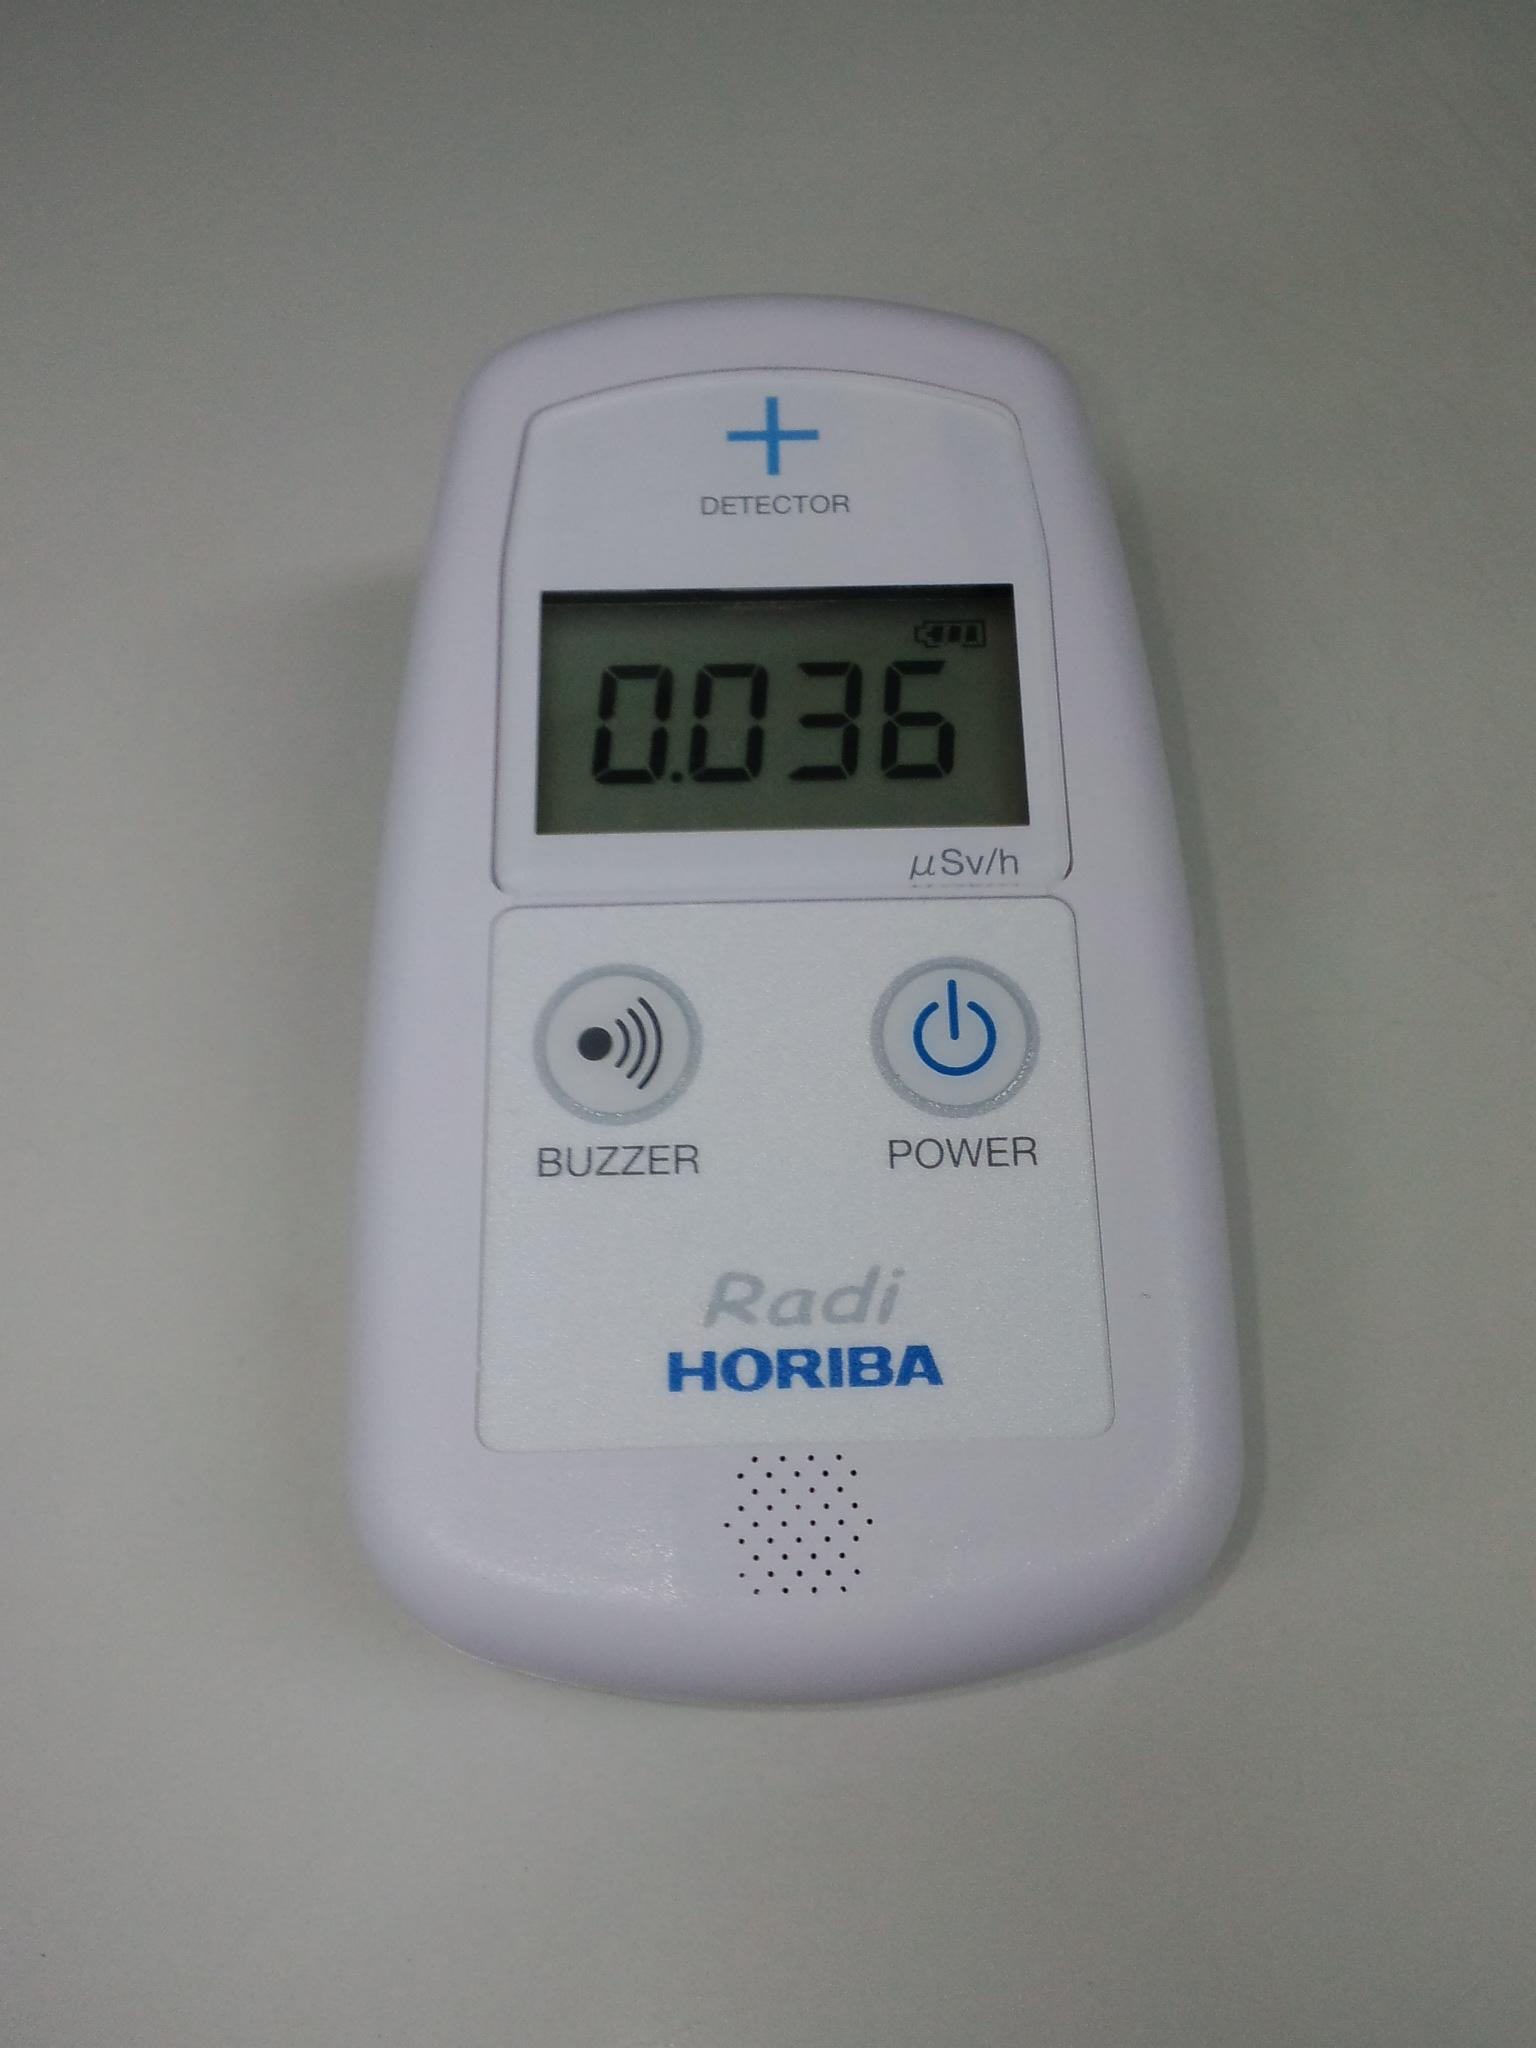 DETECTOR
0.036
μSv/h
BUZZER
POWER
Radi
HORIBA